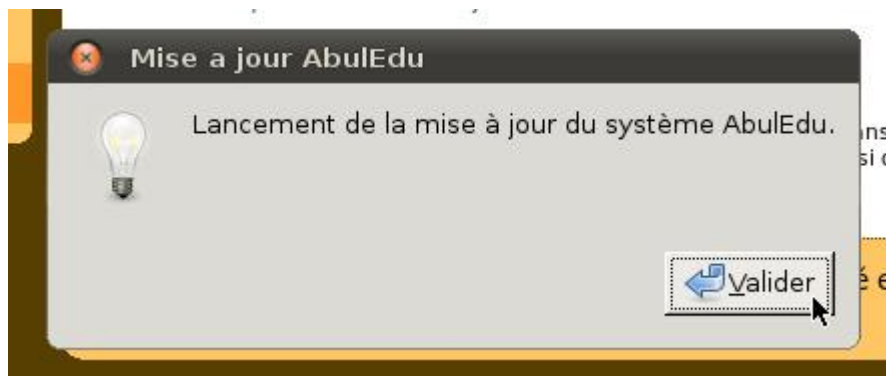 Mise a jour AbulEdu
Lancement de la mise à jour du système AbulEdu.
Valider